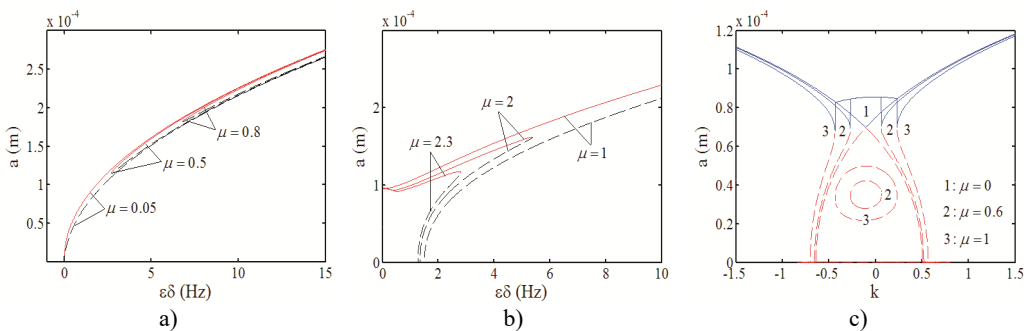 x 10⁻⁴
2.5
2
1.5
1
0.5
0
a (m)
μ = 0.8
μ = 0.5
μ = 0.05
0
5
10
15
εδ (Hz)
a)
x 10⁻⁴
2
1
0
a (m)
μ = 2
μ = 2.3
μ = 1
0
2
4
6
8
10
εδ (Hz)
b)
x 10⁻⁴
1.2
1
0.8
0.6
0.4
0.2
0
a (m)
1
3
2
2
3
2
3
1: μ = 0
2: μ = 0.6
3: μ = 1
-1.5
-1
-0.5
0
0.5
1
1.5
k
c)